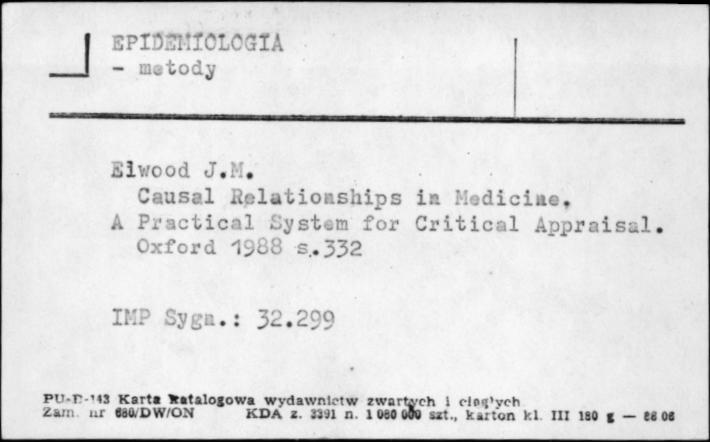 EPIDEMIOLOGIA
- metody
Elwood J.M.
Causal Relationships in Medicine.
A Practical System for Critical Appraisal.
Oxford 1988 s.332
IMP Sygn.: 32.299
PU-D-143 Karta katalogowa wydawnictw zwartych i ciągłych
Zam. nr 680/DW/ON KDA z. 2391 n. 1 080 000 szt., karton kl. III 180 g — 86 06